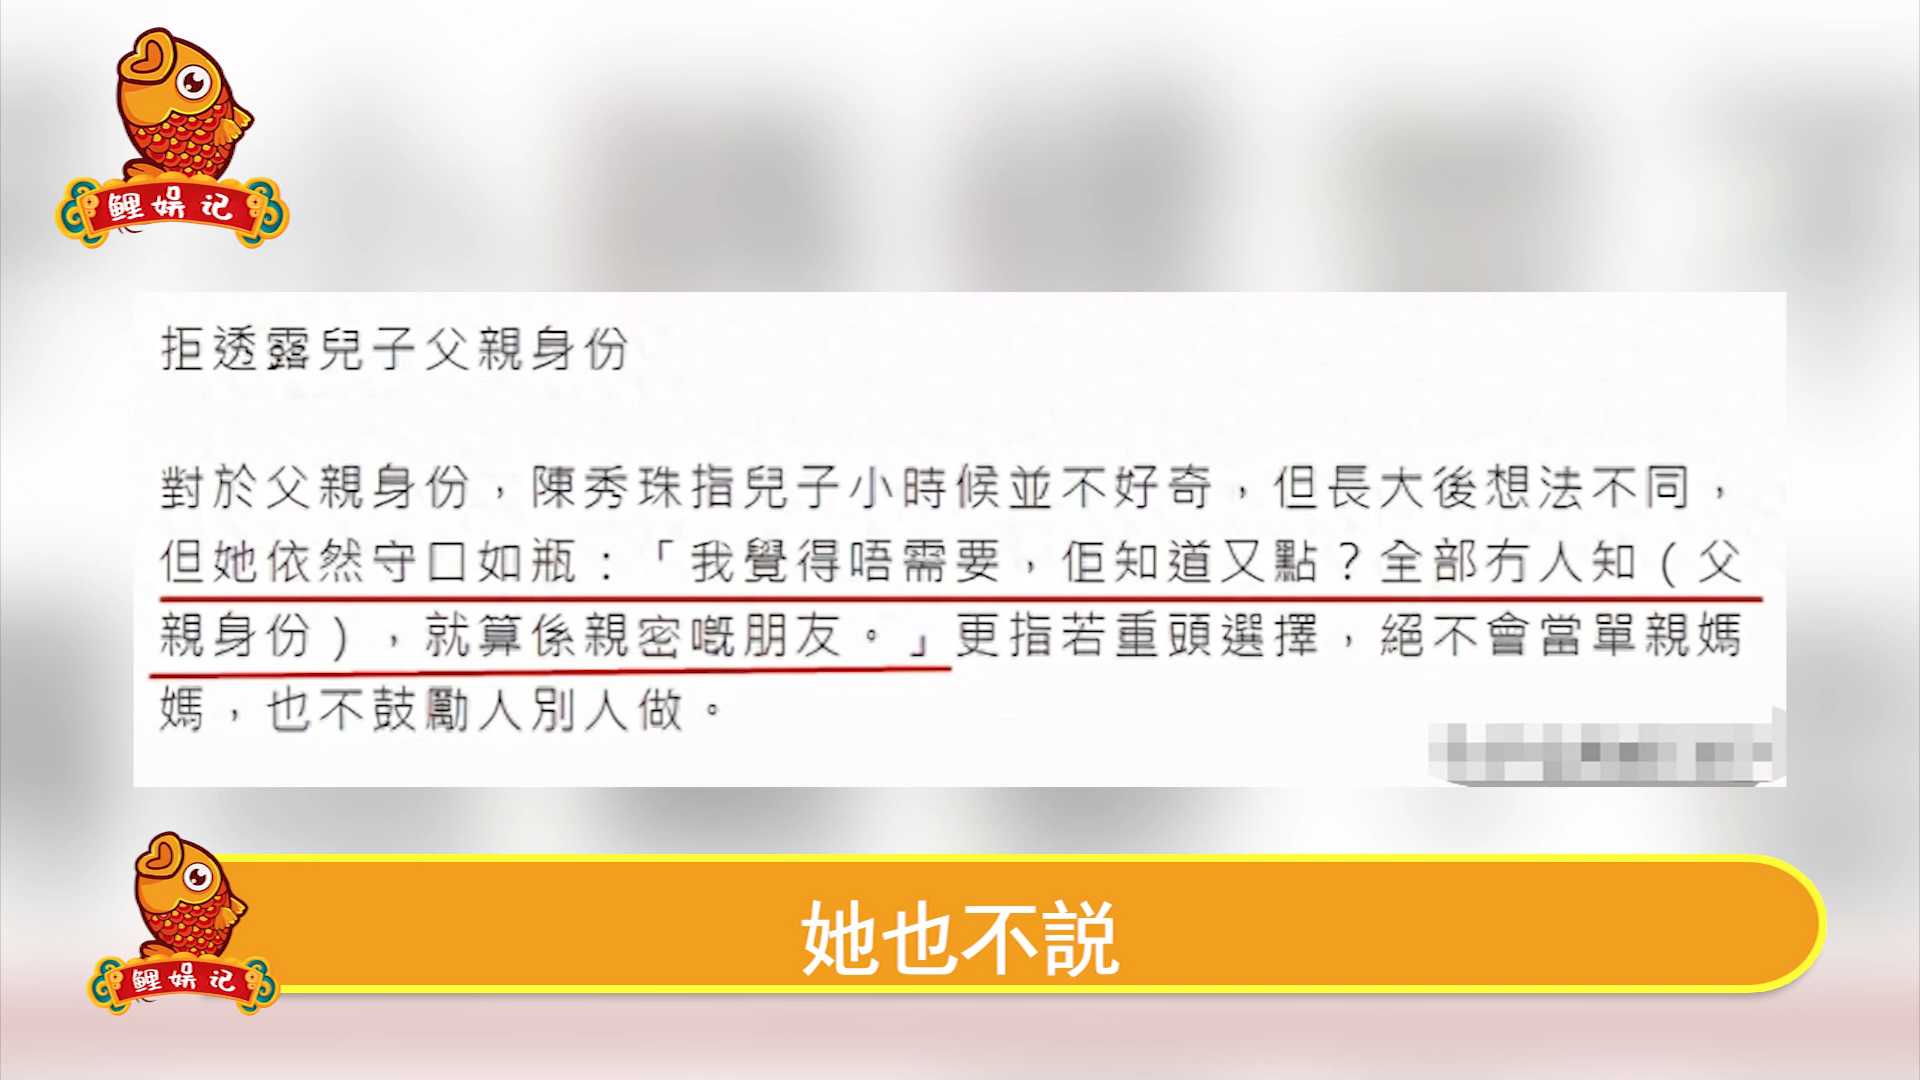 鲤娱记
拒透露兒子父親身份
對於父親身份，陳秀珠指兒子小時候並不好奇，但長大後想法不同，
但她依然守口如瓶：「我覺得唔需要，佢知道又點？全部冇人知（父
親身份），就算係親密嘅朋友。」更指若重頭選擇，絕不會當單親媽
媽，也不鼓勵人別人做。
她也不説
鲤娱记